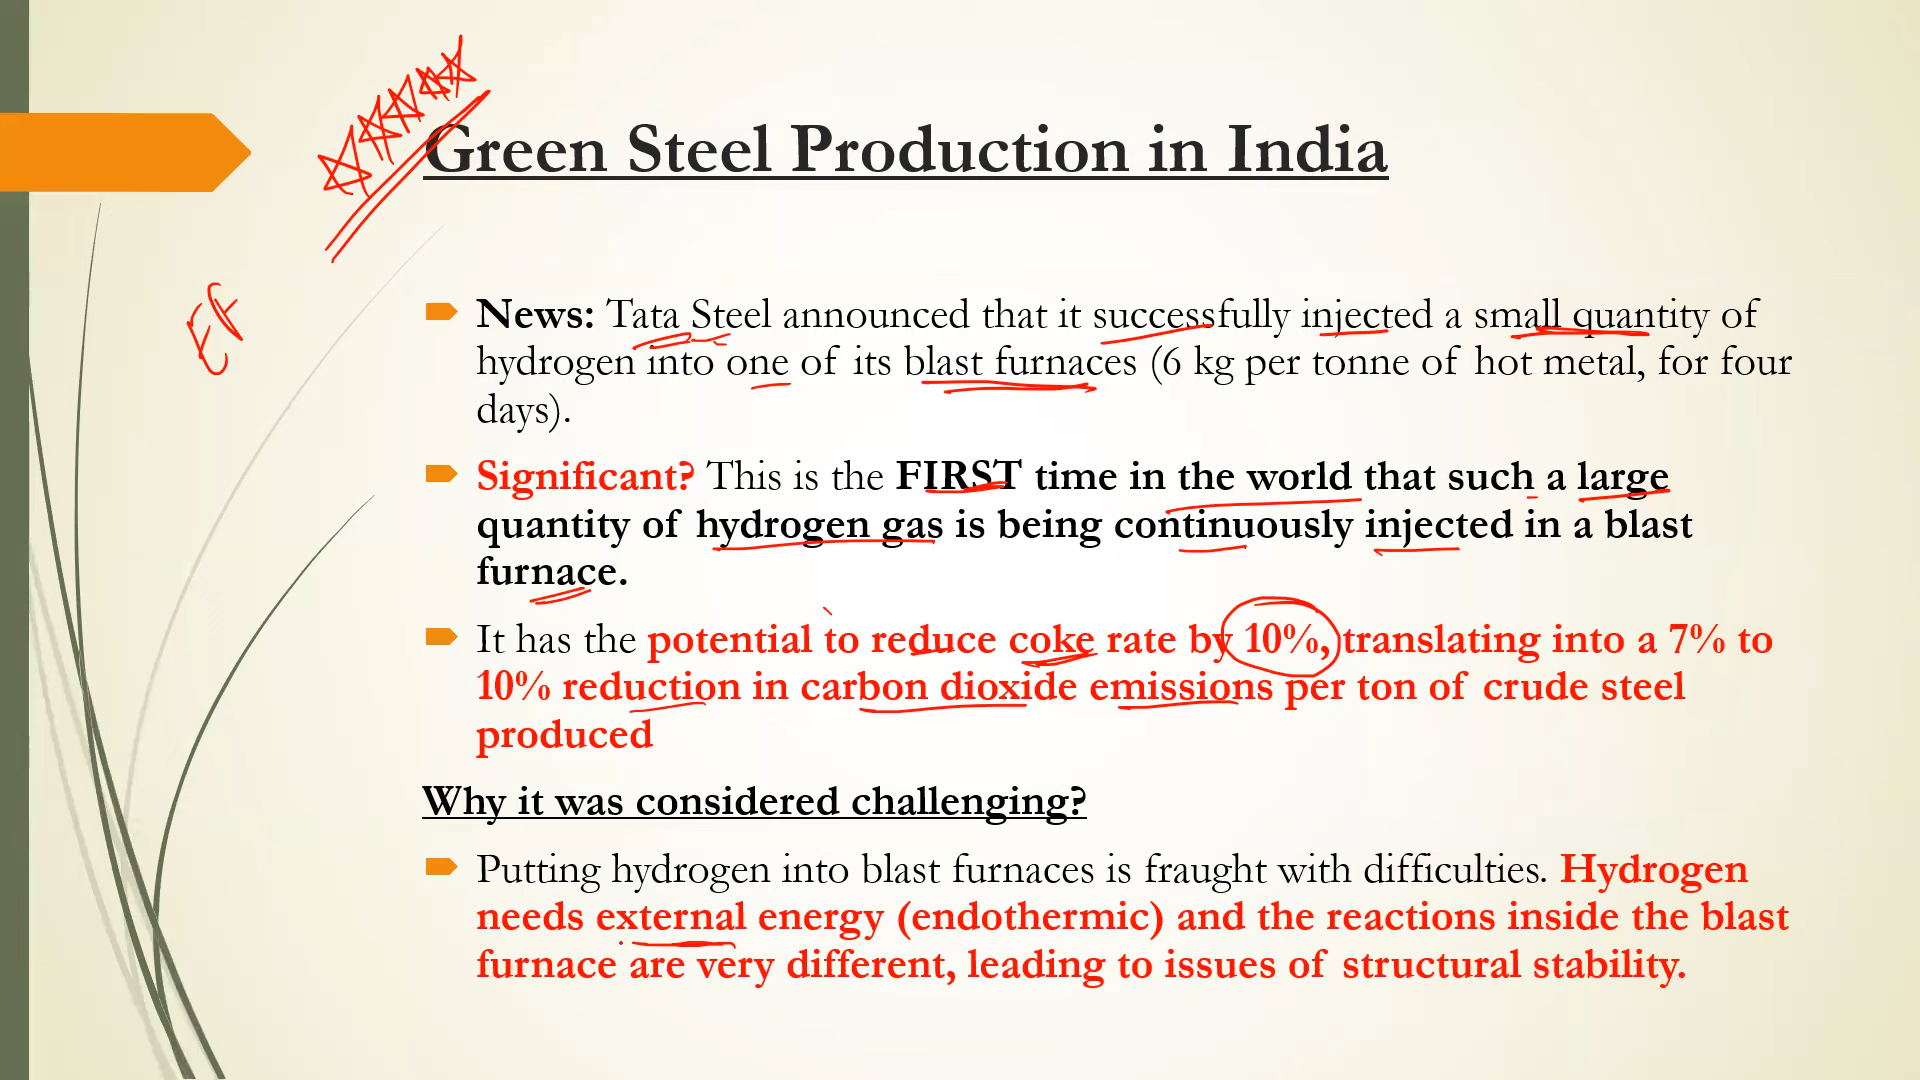 Green Steel Production in India
News: Tata Steel announced that it successfully injected a small quantity of
hydrogen into one of its blast furnaces (6 kg per tonne of hot metal, for four
days).
Significant? This is the FIRST time in the world that such a large
quantity of hydrogen gas is being continuously injected in a blast
furnace.
It has the potential to reduce coke rate by 10%, translating into a 7% to
10% reduction in carbon dioxide emissions per ton of crude steel
produced
Why it was considered challenging?
Putting hydrogen into blast furnaces is fraught with difficulties. Hydrogen
needs external energy (endothermic) and the reactions inside the blast
furnace are very different, leading to issues of structural stability.